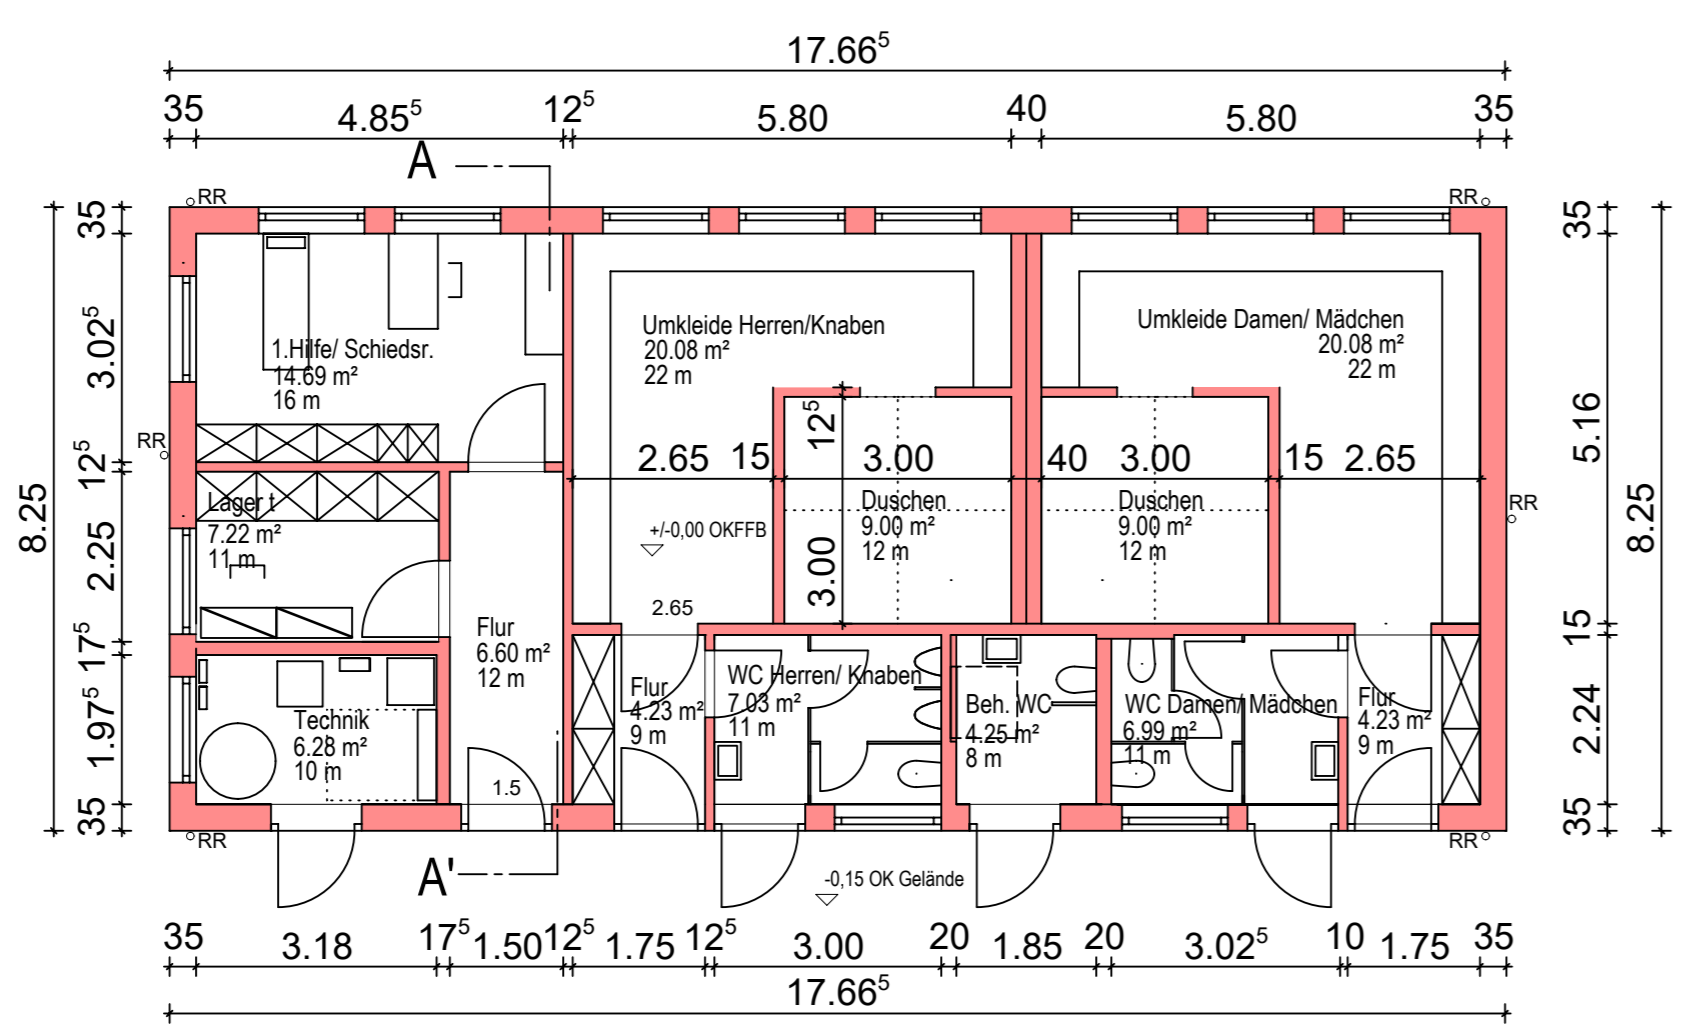 17.66⁵
35 4.85⁵ 12⁵ 5.80 40 5.80 35
A
RR RR
35 3.02⁵ 12⁵ 2.25 17⁵ 1.97⁵ 35
8.25
1.Hilfe/ Schiedsr.
14.69 m²
16 m
Umkleide Herren/Knaben
20.08 m²
22 m
Umkleide Damen/ Mädchen
20.08 m²
22 m
RR
12⁵
2.65 15 3.00 40 3.00 15 2.65
Lager t
7.22 m²
11 m
Duschen
9.00 m²
12 m
Duschen
9.00 m²
12 m
RR
+/-0,00 OKFFB
3.00
2.65
Flur
6.60 m²
12 m
Technik
6.28 m²
10 m
1.5
Flur
4.23 m²
9 m
WC Herren/ Knaben
7.03 m²
11 m
Beh. WC
4.25 m²
8 m
WC Damen/ Mädchen
6.99 m²
11 m
Flur
4.23 m²
9 m
35 5.16 15 2.24 35
8.25
RR RR
A'
-0,15 OK Gelände
35 3.18 17⁵ 1.50 12⁵ 1.75 12⁵ 3.00 20 1.85 20 3.02⁵ 10 1.75 35
17.66⁵